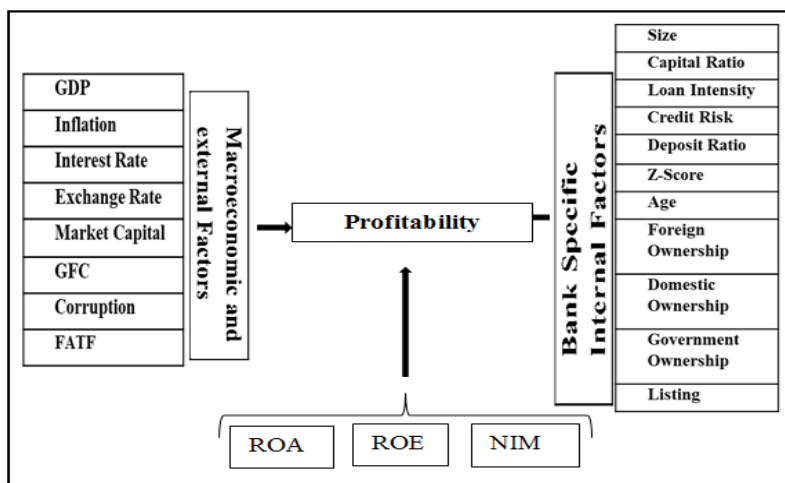 GDP
Inflation
Interest Rate
Exchange Rate
Market Capital
GFC
Corruption
FATF
Macroeconomic and
external Factors
Profitability
ROA
ROE
NIM
Bank Specific
Internal Factors
Size
Capital Ratio
Loan Intensity
Credit Risk
Deposit Ratio
Z-Score
Age
Foreign
Ownership
Domestic
Ownership
Government
Ownership
Listing